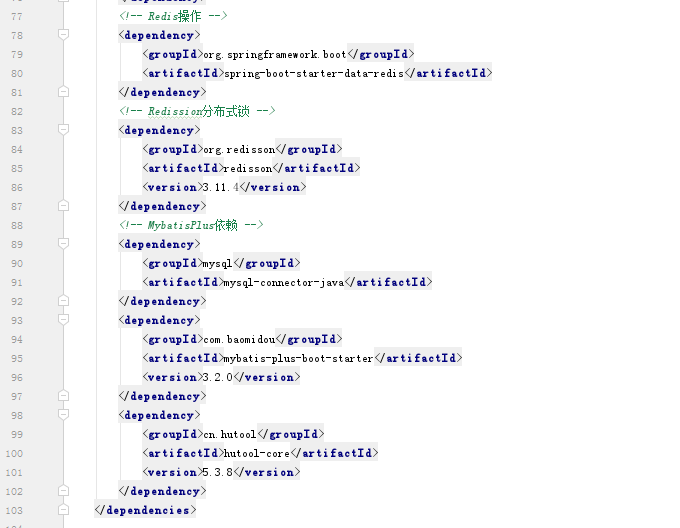 77 <!-- Redis操作 -->
78 <dependency>
79 <groupId>org.springframework.boot</groupId>
80 <artifactId>spring-boot-starter-data-redis</artifactId>
81 </dependency>
82 <!-- Redission分布式锁 -->
83 <dependency>
84 <groupId>org.redisson</groupId>
85 <artifactId>redisson</artifactId>
86 <version>3.11.4</version>
87 </dependency>
88 <!-- MybatisPlus依赖 -->
89 <dependency>
90 <groupId>mysql</groupId>
91 <artifactId>mysql-connector-java</artifactId>
92 </dependency>
93 <dependency>
94 <groupId>com.baomidou</groupId>
95 <artifactId>mybatis-plus-boot-starter</artifactId>
96 <version>3.2.0</version>
97 </dependency>
98 <dependency>
99 <groupId>cn.hutool</groupId>
100 <artifactId>hutool-core</artifactId>
101 <version>5.3.8</version>
102 </dependency>
103 </dependencies>